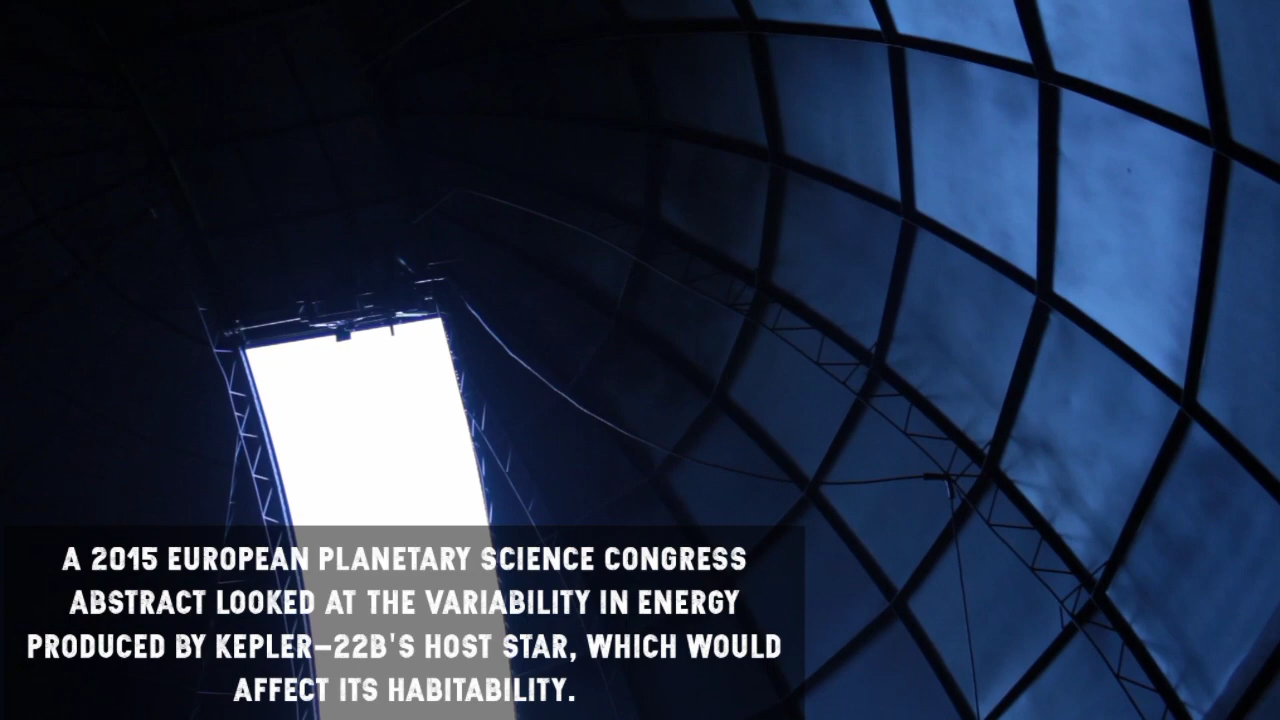 A 2015 EUROPEAN PLANETARY SCIENCE CONGRESS
ABSTRACT LOOKED AT THE VARIABILITY IN ENERGY
PRODUCED BY KEPLER-22B'S HOST STAR, WHICH WOULD
AFFECT ITS HABITABILITY.